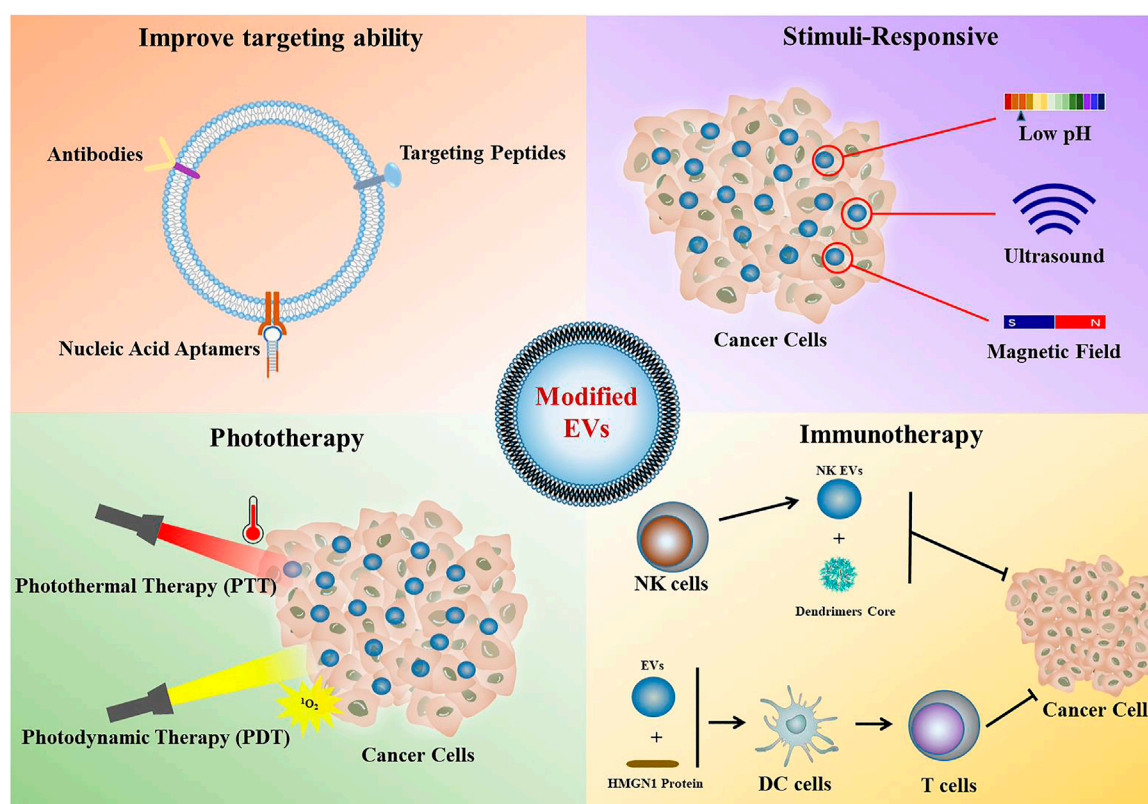 Improve targeting ability
Antibodies
Targeting Peptides
Nucleic Acid Aptamers
Stimuli-Responsive
Low pH
Ultrasound
S N
Magnetic Field
Cancer Cells
Modified
EVs
Phototherapy
Photothermal Therapy (PTT)
¹O₂
Photodynamic Therapy (PDT)
Cancer Cells
Immunotherapy
NK EVs
+
NK cells
Dendrimers Core
EVs
+
HMGN1 Protein
DC cells
T cells
Cancer Cell